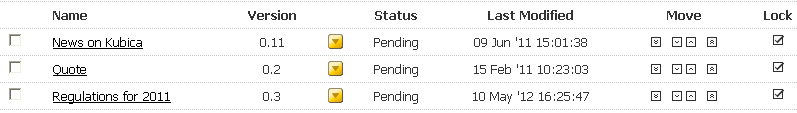 Name Version Status Last Modified Move Lock
News on Kubica 0.11 Pending 09 Jun '11 15:01:38
Quote 0.2 Pending 15 Feb '11 10:23:03
Regulations for 2011 0.3 Pending 10 May '12 16:25:47